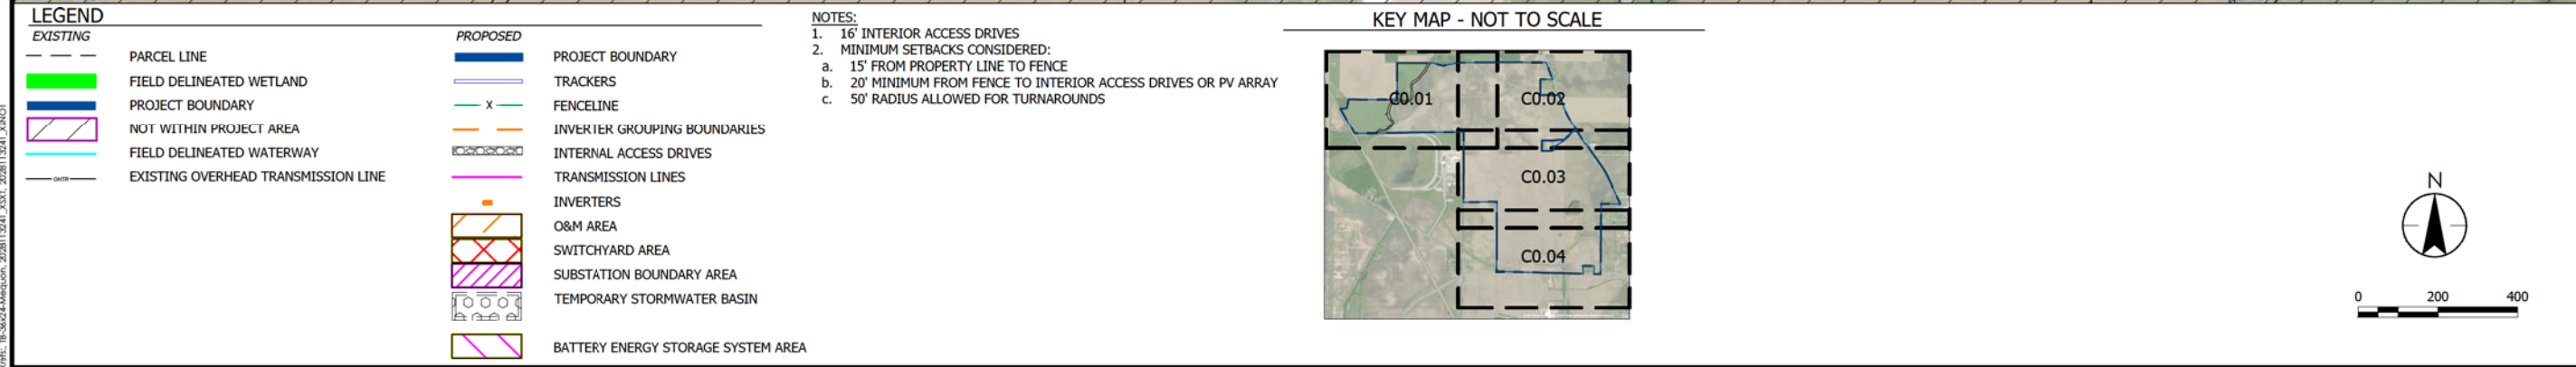 LEGEND
EXISTING
PARCEL LINE
FIELD DELINEATED WETLAND
PROJECT BOUNDARY
NOT WITHIN PROJECT AREA
FIELD DELINEATED WATERWAY
OHTR
EXISTING OVERHEAD TRANSMISSION LINE
PROPOSED
PROJECT BOUNDARY
TRACKERS
X
FENCELINE
INVERTER GROUPING BOUNDARIES
INTERNAL ACCESS DRIVES
TRANSMISSION LINES
INVERTERS
O&M AREA
SWITCHYARD AREA
SUBSTATION BOUNDARY AREA
TEMPORARY STORMWATER BASIN
BATTERY ENERGY STORAGE SYSTEM AREA
NOTES:
1. 16' INTERIOR ACCESS DRIVES
2. MINIMUM SETBACKS CONSIDERED:
a. 15' FROM PROPERTY LINE TO FENCE
b. 20' MINIMUM FROM FENCE TO INTERIOR ACCESS DRIVES OR PV ARRAY
c. 50' RADIUS ALLOWED FOR TURNAROUNDS
KEY MAP - NOT TO SCALE
C0.01
C0.02
C0.03
C0.04
N
0 200 400